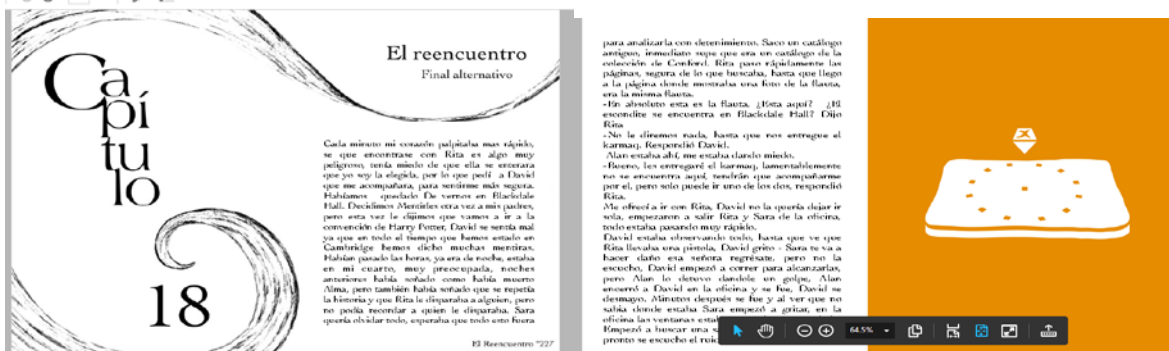 Capítulo
18
El reencuentro
Final alternativo
Cada minuto mi corazón palpitaba mas rápido,
se que encontrase con Rita es algo muy
peligroso, tenía miedo de que ella se enterara
que yo soy la elegida, por lo que pedí a David
que me acompañara, para sentirme más segura.
Habíamos quedado De vernos en Blackdale
Hall. Decidimos Mentirles otra vez a mis padres,
pero esta vez le dijimos que vamos a ir a la
convención de Harry Potter, David se sentía mal
ya que en todo el tiempo que hemos estado en
Cambridge hemos dicho muchas mentiras.
Habían pasado las horas, ya era de noche, estaba
en mi cuarto, muy preocupada, noches
anteriores había soñado como había muerto
Alma, pero también había soñado que se repetía
la historia y que Rita le disparaba a alguien, pero
no podía recordar a quien le disparaba. Sara
quería olvidar todo, esperaba que todo esto fuera
El Reencuentro "227
para analizarla con detenimiento. Saco un catálogo
antiguo, inmediato supe que era un catálogo de la
colección de Conford. Rita paso rápidamente las
páginas, segura de lo que buscaba, hasta que llego
a la página donde mostraba una foto de la flauta,
era la misma flauta.
-En absoluto esta es la flauta. ¿Esta aquí? ¿El
escondite se encuentra en Blackdale Hall? Dijo
Rita
-No le diremos nada, hasta que nos entregue el
karmaq. Respondió David.
Alan estaba ahí, me estaba dando miedo.
-Bueno, les entregaré el karmaq, lamentablemente
no se encuentra aquí, tendrán que acompañarme
por el, pero solo puede ir uno de los dos, respondió
Rita.
Me ofrecí a ir con Rita, David no la quería dejar ir
sola, empezaron a salir Rita y Sara de la oficina,
todo estaba pasando muy rápido.
David estaba observando todo, hasta que ve que
Rita llevaba una pistola, David grito - Sara te va a
hacer daño esa señora regrésate, pero no la
escucho, David empezó a correr para alcanzarlas,
pero Alan lo detuvo dandole un golpe, Alan
encerró a David en la oficina y se fue, David se
desmayo. Minutos después se fue y al ver que no
sabia donde estaba Sara empezó a gritar, en la
oficina las ventanas
Empezó a buscar una
pronto se escucho el
64.5%